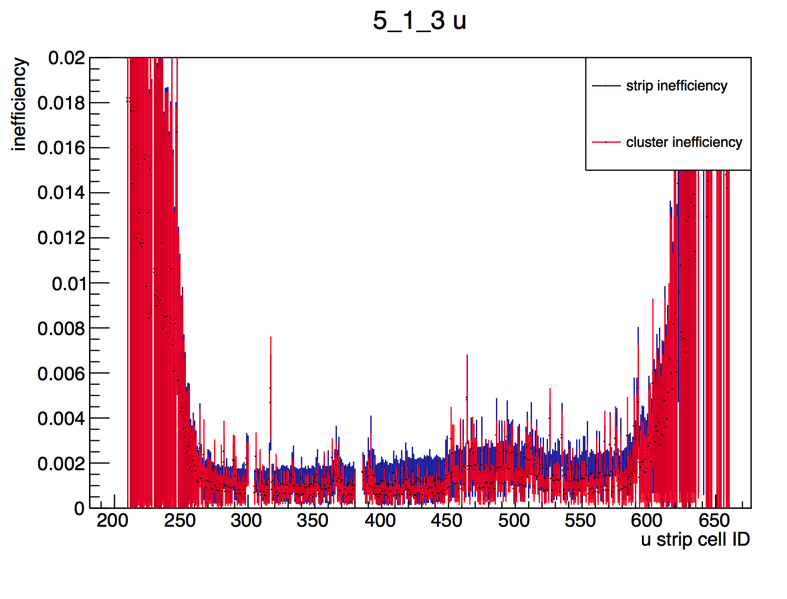 5_1_3 u
inefficiency
0.02
0.018
0.016
0.014
0.012
0.01
0.008
0.006
0.004
0.002
0
strip inefficiency
cluster inefficiency
200 250 300 350 400 450 500 550 600 650
u strip cell ID